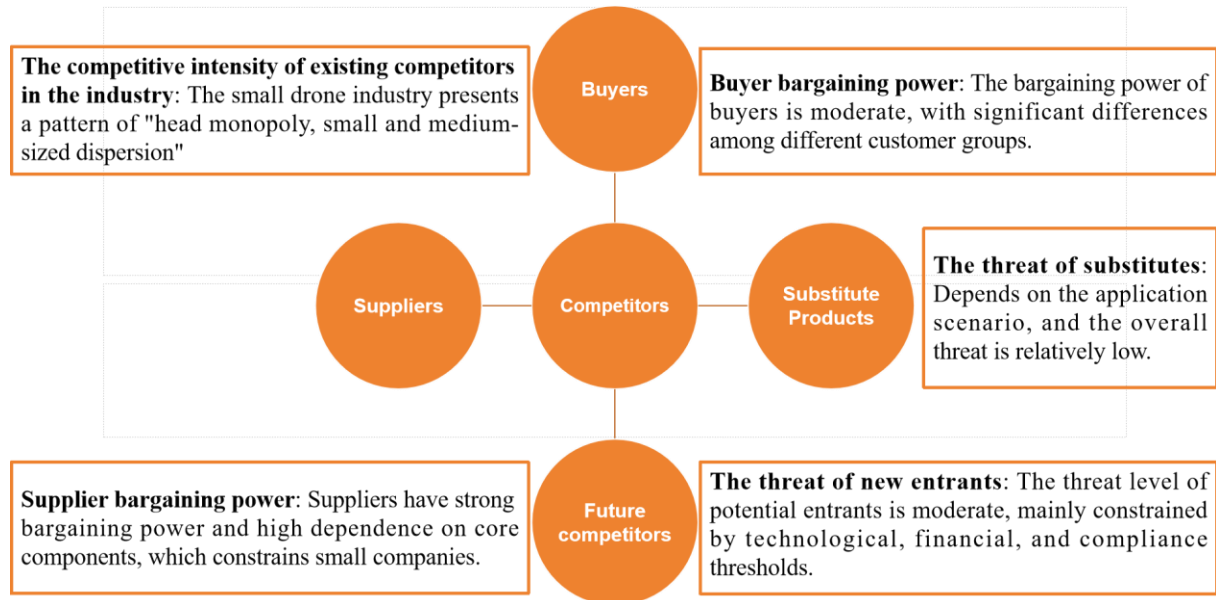 The competitive intensity of existing competitors
in the industry: The small drone industry presents
a pattern of "head monopoly, small and medium-
sized dispersion"
Buyers
Buyer bargaining power: The bargaining power of
buyers is moderate, with significant differences
among different customer groups.
Suppliers
Competitors
Substitute
Products
The threat of substitutes:
Depends on the application
scenario, and the overall
threat is relatively low.
Supplier bargaining power: Suppliers have strong
bargaining power and high dependence on core
components, which constrains small companies.
Future
competitors
The threat of new entrants: The threat level of
potential entrants is moderate, mainly constrained
by technological, financial, and compliance
thresholds.